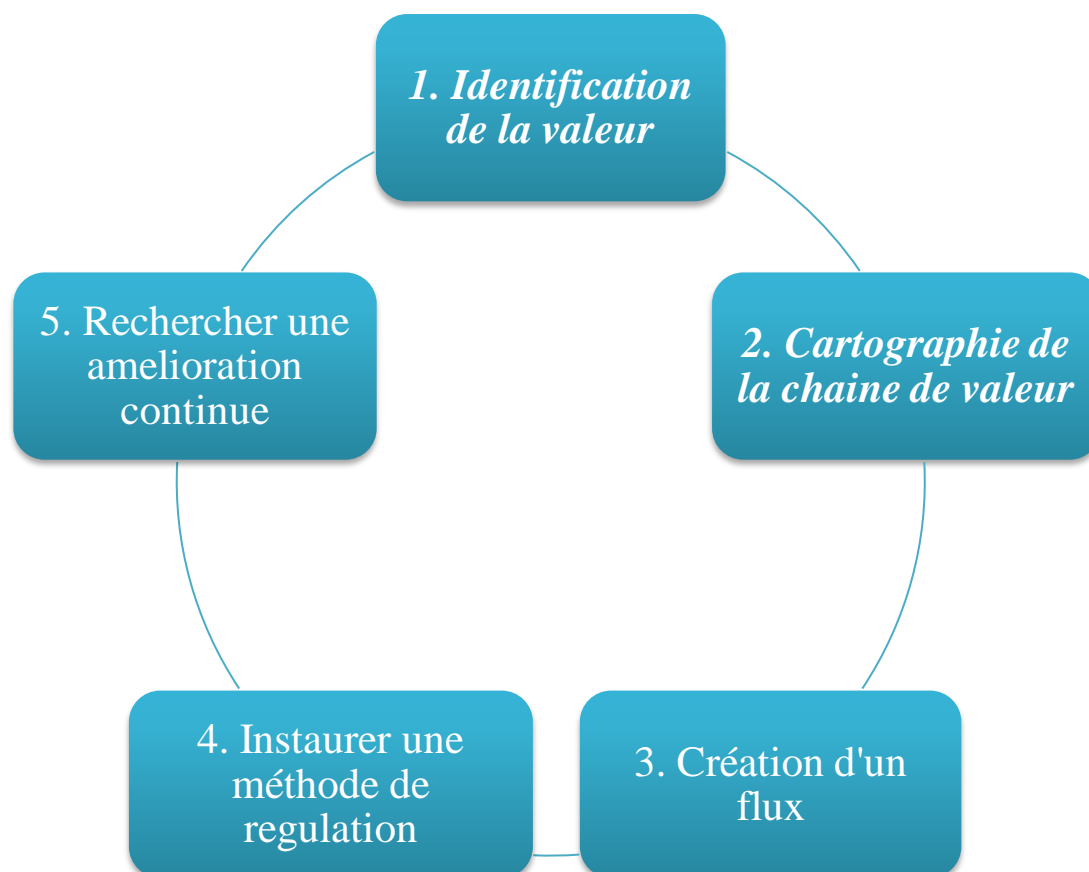 1. Identification
de la valeur
2. Cartographie de
la chaine de valeur
3. Création d'un
flux
4. Instaurer une
méthode de
regulation
5. Rechercher une
amelioration
continue